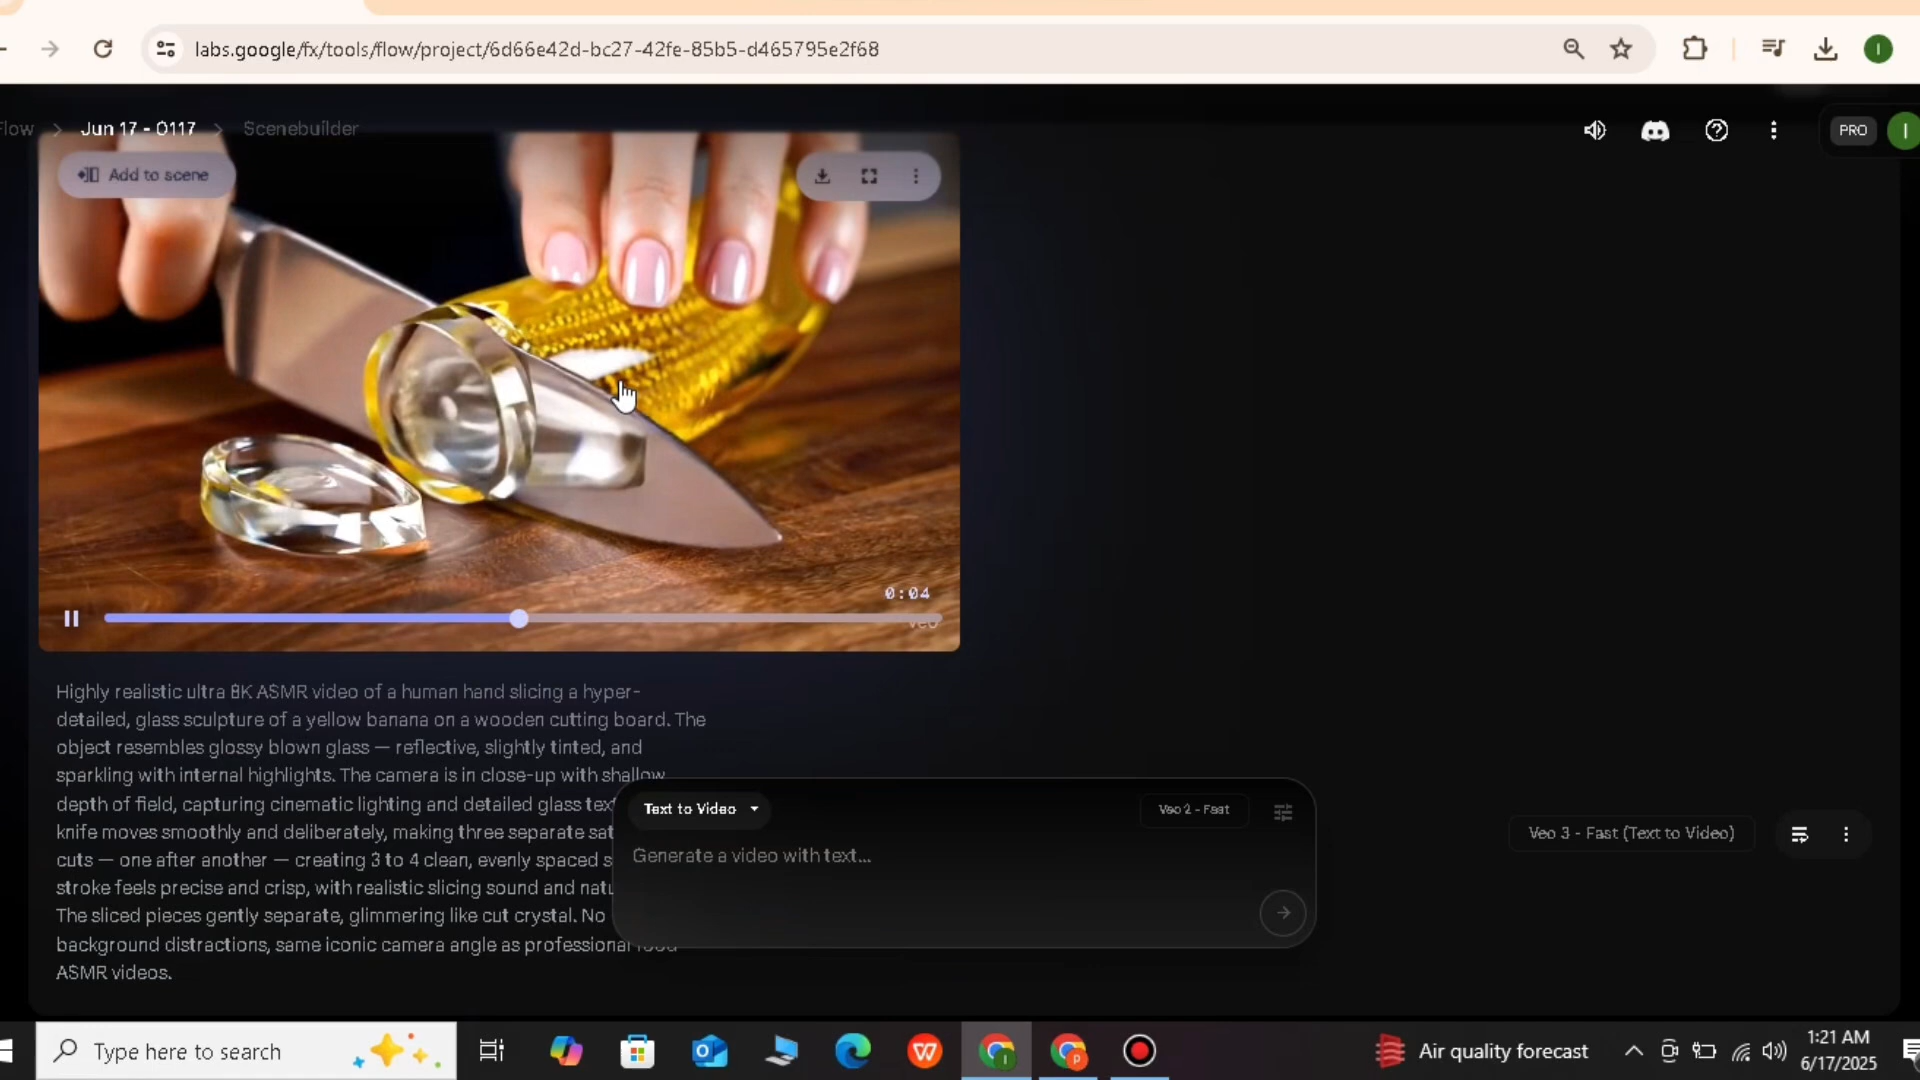 labs.google/fx/tools/flow/project/6d66e42d-bc27-42fe-85b5-d465795e2f68
I
Flow > Jun 17 - 0117 > Scenebuilder
PRO
I
Add to scene
0:04
Veo
Highly realistic ultra 8K ASMR video of a human hand slicing a hyper-
detailed, glass sculpture of a yellow banana on a wooden cutting board. The
object resembles glossy blown glass — reflective, slightly tinted, and
sparkling with internal highlights. The camera is in close-up with shallow
depth of field, capturing cinematic lighting and detailed glass
knife moves smoothly and deliberately, making three separate
cuts — one after another — creating 3 to 4 clean, evenly spaced
stroke feels precise and crisp, with realistic slicing sound and
The sliced pieces gently separate, glimmering like cut crystal. No
background distractions, same iconic camera angle as professional food
ASMR videos.
Text to Video
Veo 2 - Fast
Generate a video with text...
Veo 3 - Fast (Text to Video)
Type here to search
Air quality forecast
1:21 AM
6/17/2025